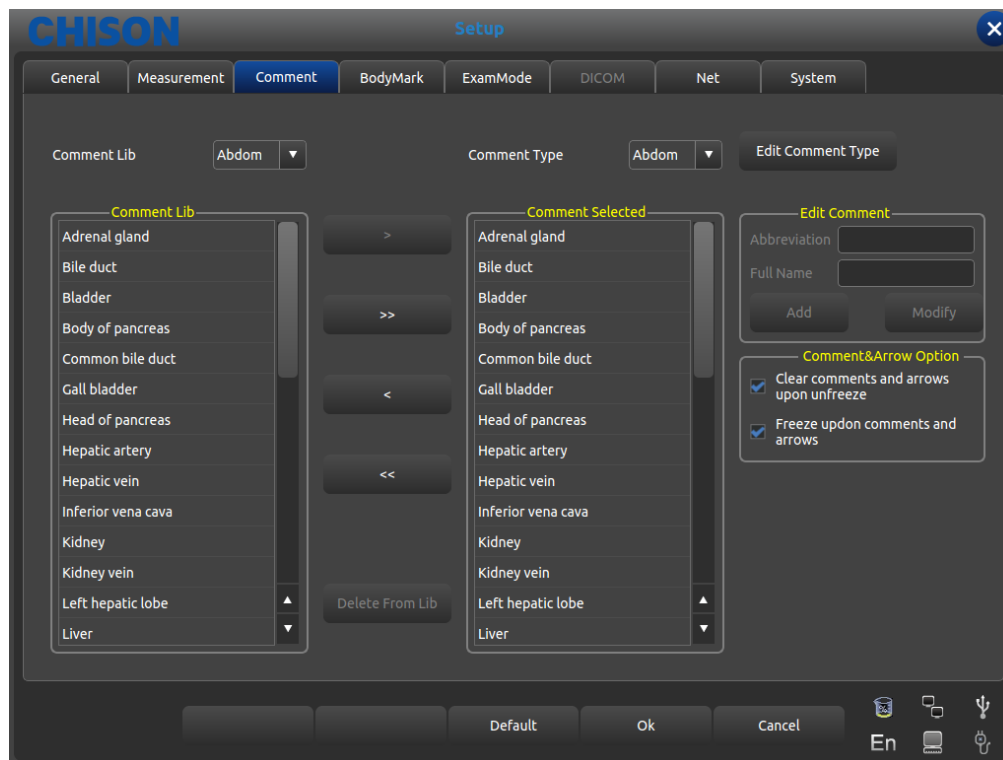 CHISON
Setup
General Measurement Comment BodyMark ExamMode DICOM Net System
Comment Lib Abdom Comment Type Abdom Edit Comment Type
Comment Lib
Adrenal gland
Bile duct
Bladder
Body of pancreas
Common bile duct
Gall bladder
Head of pancreas
Hepatic artery
Hepatic vein
Inferior vena cava
Kidney
Kidney vein
Left hepatic lobe
Liver
>
>>
<
<<
Delete From Lib
Comment Selected
Adrenal gland
Bile duct
Bladder
Body of pancreas
Common bile duct
Gall bladder
Head of pancreas
Hepatic artery
Hepatic vein
Inferior vena cava
Kidney
Kidney vein
Left hepatic lobe
Liver
Edit Comment
Abbreviation
Full Name
Add Modify
Comment&Arrow Option
Clear comments and arrows
upon unfreeze
Freeze updon comments and
arrows
Default Ok Cancel
En